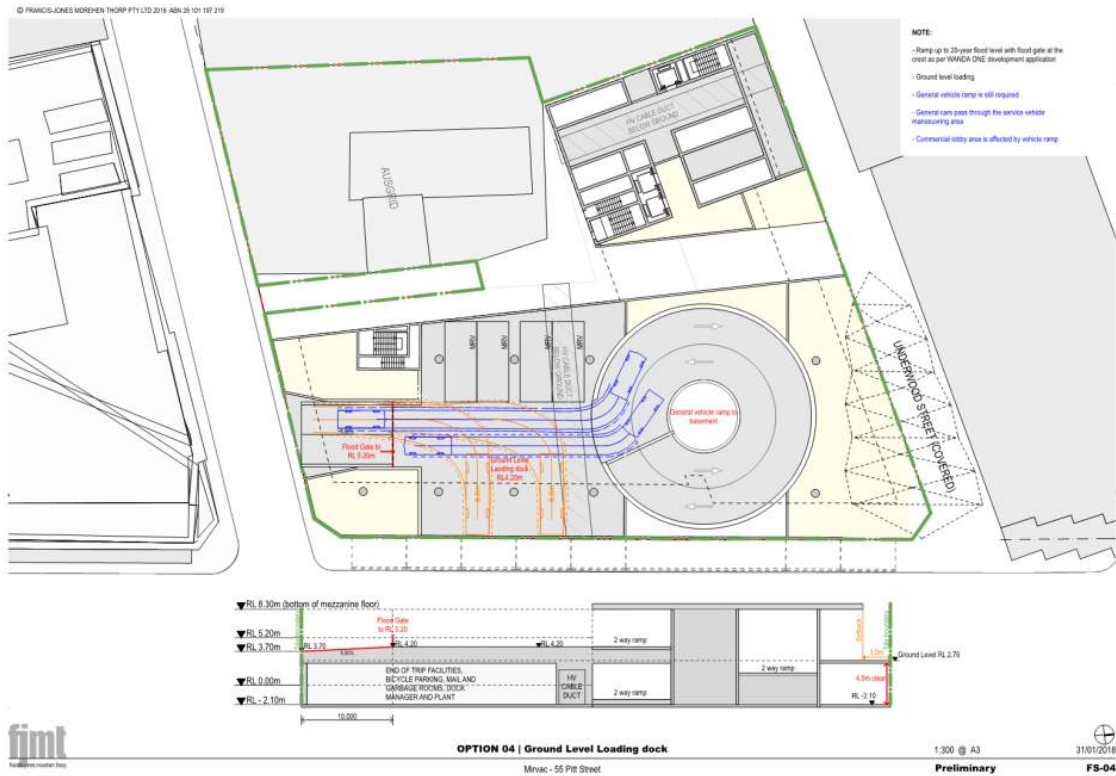 © FRANCIS-JONES MOREHEN THORP PTY LTD 2018 ABN 28 101 197 219
NOTE:
- Ramp up to 20-year flood level with flood gate at the
crest as per WANDA ONE development application
- Ground level loading
- General vehicle ramp is still required
- General cars pass through the service vehicle
manoeuvring area
- Commercial lobby area is affected by vehicle ramp
HV CABLE DUCT
BELOW GROUND
AUSGRID
MRV
MRV
MRV
MRV
HV CABLE DUCT
BELOW GROUND
UNDERWOOD STREET (COVERED)
General vehicle ramp to
basement
Flood Gate to
RL 5.20m
Ground Level
Loading dock
RL4.20m
RL 8.30m (bottom of mezzanine floor)
Flood Gate
to RL 5.20
RL 5.20m
RL 3.70m
RL 3.70
RL 4.20
RL 4.20
2 way ramp
Setback
3.0m
Ground Level RL 2.70
END OF TRIP FACILITIES,
BICYCLE PARKING, MAIL AND
GARBAGE ROOMS, DOCK
MANAGER AND PLANT
HV
CABLE
DUCT
2 way ramp
2 way ramp
4.5m clear
RL 0.00m
RL - 2.10m
RL -2.10
10.000
fjmt
francis-jones morehen thorp
OPTION 04 | Ground Level Loading dock
1:300 @ A3
31/01/2018
Mirvac - 55 Pitt Street
Preliminary
FS-04